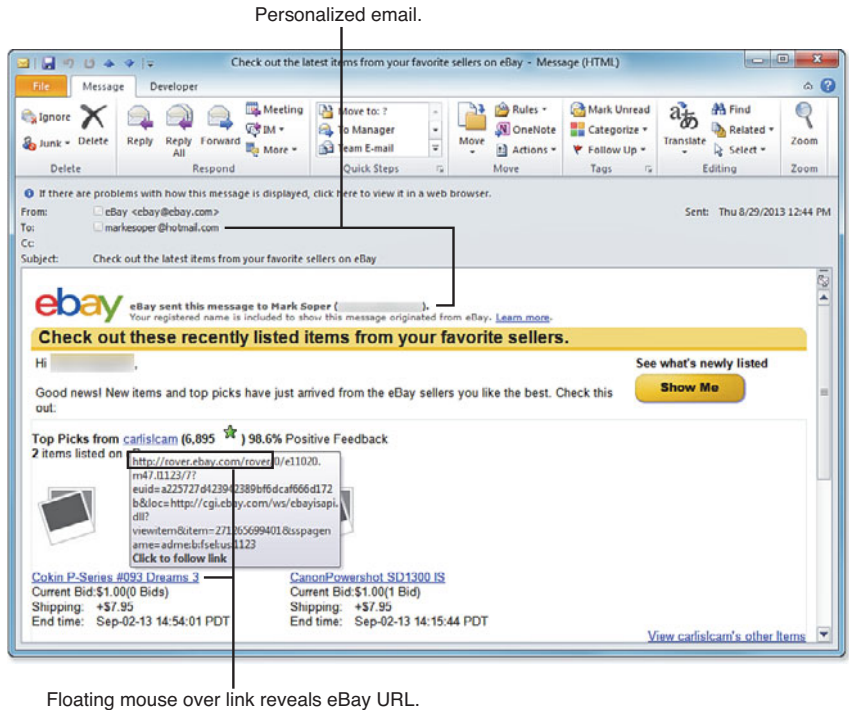 Personalized email.
Check out the latest items from your favorite sellers on eBay - Message (HTML)
File Message Developer
Ignore Meeting Move to: ? Rules Mark Unread Find
IM To Manager OneNote Categorize Related
Junk Delete Reply Reply All Forward More Team E-mail Move Actions Follow Up Translate Select Zoom
Delete Respond Quick Steps Move Tags Editing Zoom
If there are problems with how this message is displayed, click here to view it in a web browser.
From: eBay <ebay@ebay.com> Sent: Thu 8/29/2013 12:44 PM
To: markesoper@hotmail.com
Cc:
Subject: Check out the latest items from your favorite sellers on eBay
ebay eBay sent this message to Mark Soper ( ).
Your registered name is included to show this message originated from eBay. Learn more.
Check out these recently listed items from your favorite sellers.
Hi ,
See what's newly listed
Show Me
Good news! New items and top picks have just arrived from the eBay sellers you like the best. Check this
out:
Top Picks from carlislcam (6,895 ) 98.6% Positive Feedback
2 items listed on
http://rover.ebay.com/rover/0/e11020.
m47.l1123/7?
euid=a225727d423942389bf6dcaf666d172
b&loc=http://cgi.ebay.com/ws/ebayisapi.
dll?
viewitem&item=271265699401&sspagen
ame=adme:b:fsel:us:1123
Click to follow link
Cokin P-Series #093 Dreams 3 CanonPowershot SD1300 IS
Current Bid:$1.00(0 Bids) Current Bid:$1.00(1 Bid)
Shipping: +$7.95 Shipping: +$7.95
End time: Sep-02-13 14:54:01 PDT End time: Sep-02-13 14:15:44 PDT
View carlislcam's other Items
Floating mouse over link reveals eBay URL.